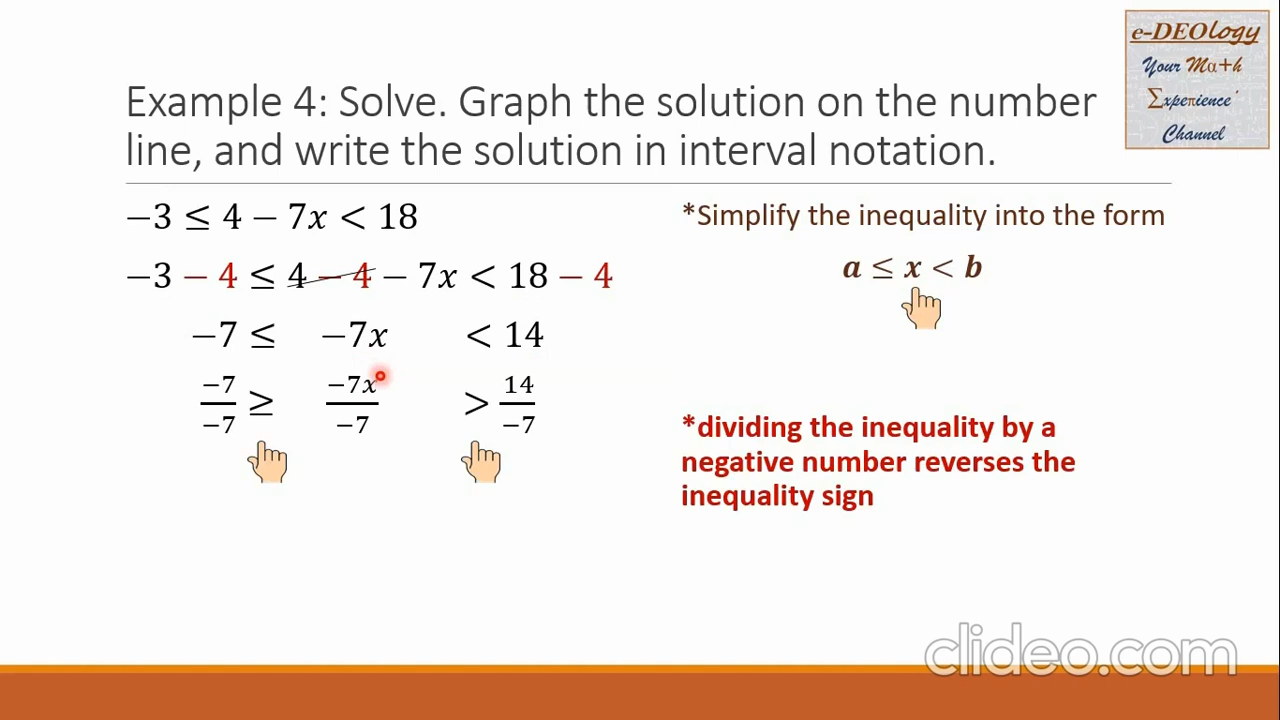 e-DEOlogy
Your Mα+h
Σxpeπience'
Channel
Example 4: Solve. Graph the solution on the number
line, and write the solution in interval notation.
−3 ≤ 4 − 7x < 18
*Simplify the inequality into the form
a ≤ x < b
−3 − 4 ≤ 4 − 4 − 7x < 18 − 4
−7 ≤ −7x < 14
−7/−7 ≥ −7x/−7 > 14/−7
*dividing the inequality by a
negative number reverses the
inequality sign
clideo.com